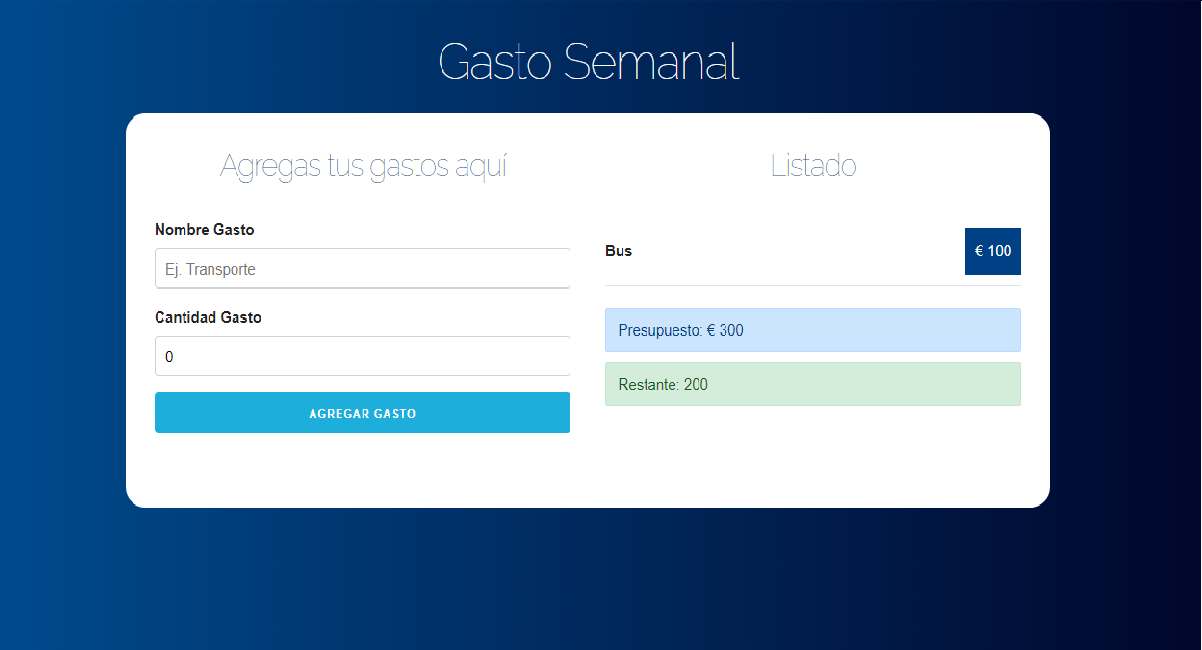 Gasto Semanal
Agregas tus gastos aquí
Nombre Gasto
Ej. Transporte
Cantidad Gasto
0
AGREGAR GASTO
Listado
Bus
€ 100
Presupuesto: € 300
Restante: 200